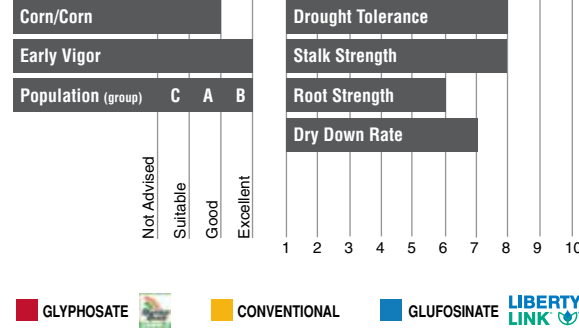 Corn/Corn
Early Vigor
Population (group) C A B
Not Advised
Suitable
Good
Excellent
Drought Tolerance
Stalk Strength
Root Strength
Dry Down Rate
1 2 3 4 5 6 7 8 9 10
GLYPHOSATE
CONVENTIONAL
GLUFOSINATE
LIBERTY
LINK